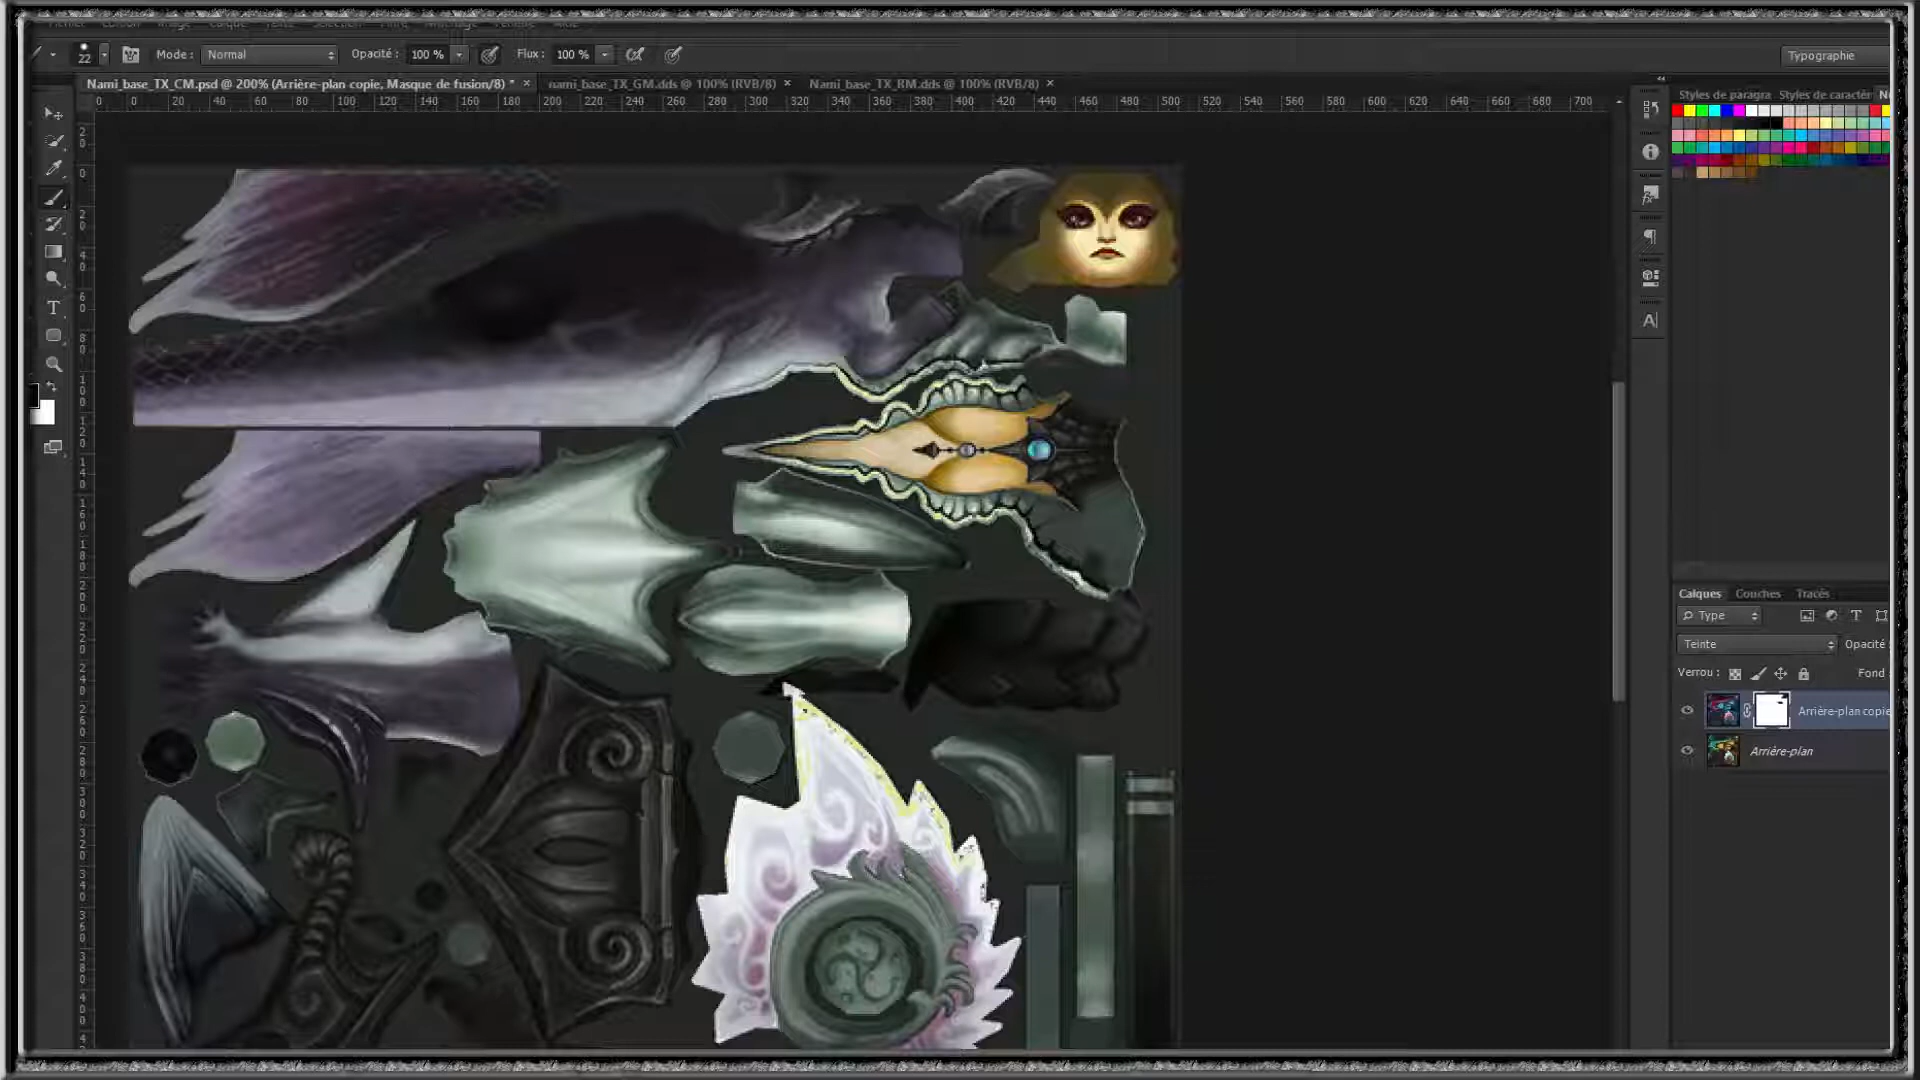 22 Mode : Normal Opacité : 100 % Flux : 100 % Typographie
Nami_base_TX_CM.psd @ 200% (Arrière-plan copie, Masque de fusion/8) * × nami_base_TX_GM.dds @ 100% (RVB/8) × Nami_base_TX_RM.dds @ 100% (RVB/8) ×
Styles de paragra Styles de caractèr
0 0 20 40 60 80 100 120 140 160 180 200 220 240 260 280 300 320 340 360 380 400 420 440 460 480 500 520 540 560 580 600 620 640 660 680 700
Calques Couches Tracés
Type
Teinte Opacité
Verrou : Fond
Arrière-plan copie
Arrière-plan